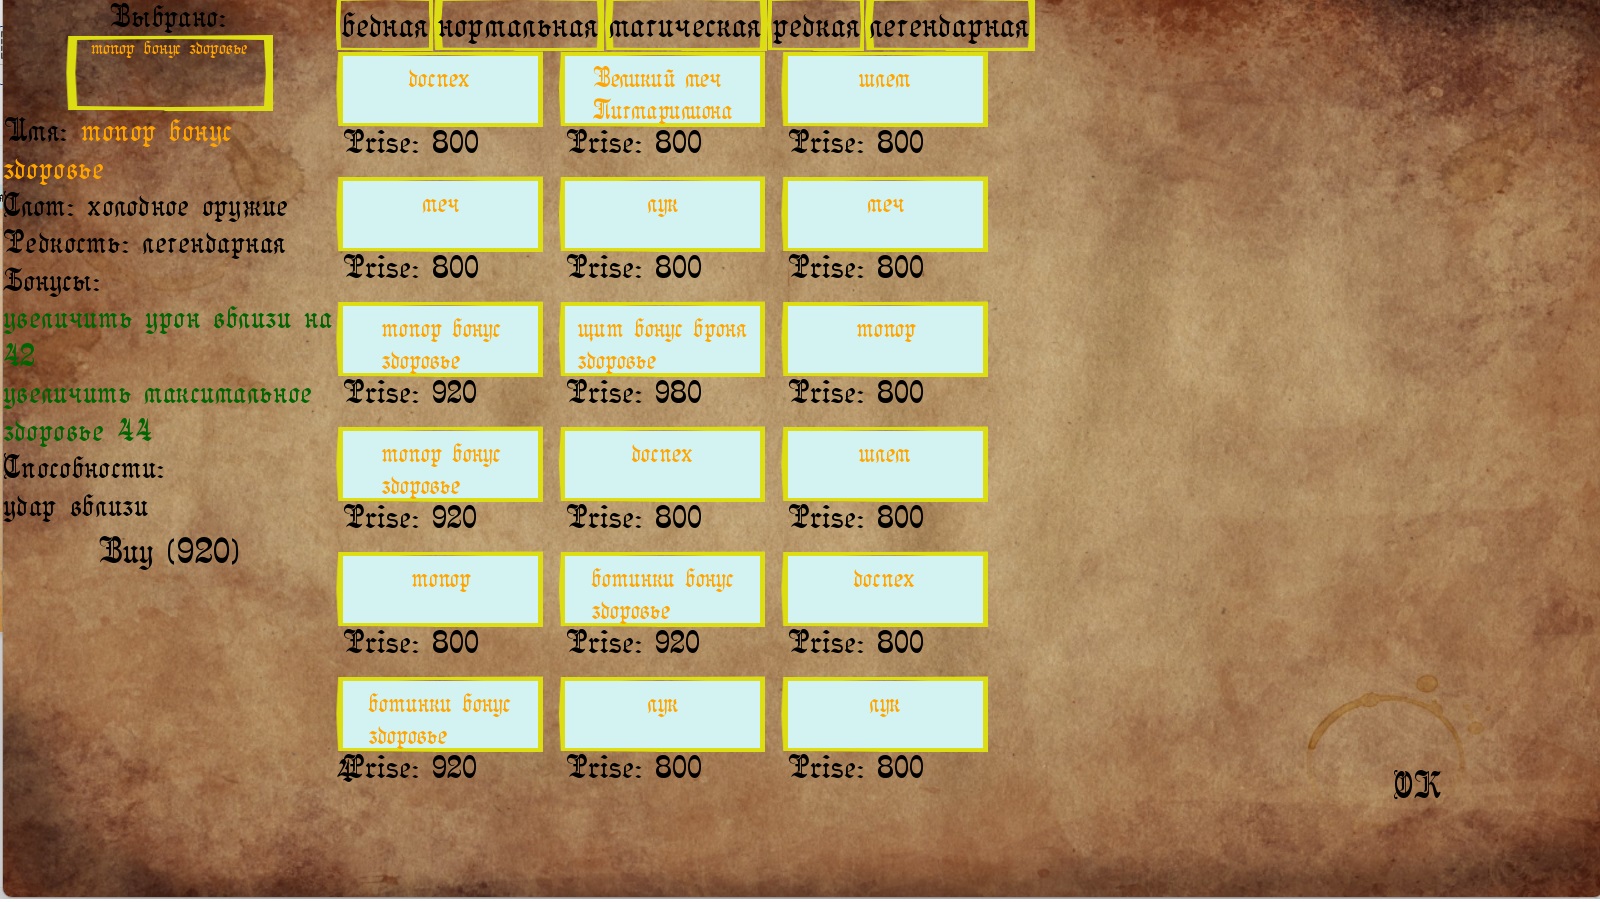 Выбрано:
топор бонус здоровье
Имя: топор бонус
здоровье
Слот: холодное оружие
Редкость: легендарная
Бонусы:
увеличить урон вблизи на
42
увеличить максимальное
здоровье 44
Способности:
удар вблизи
Buy (920)
бедная нормальная магическая редкая легендарная
доспех
Великий меч
Пигмарилиона
шлем
Prise: 800 Prise: 800 Prise: 800
меч лук меч
Prise: 800 Prise: 800 Prise: 800
топор бонус
здоровье
щит бонус броня
здоровье
топор
Prise: 920 Prise: 980 Prise: 800
топор бонус
здоровье
доспех
шлем
Prise: 920 Prise: 800 Prise: 800
топор
ботинки бонус
здоровье
доспех
Prise: 800 Prise: 920 Prise: 800
ботинки бонус
здоровье
лук
лук
Prise: 920 Prise: 800 Prise: 800
OK